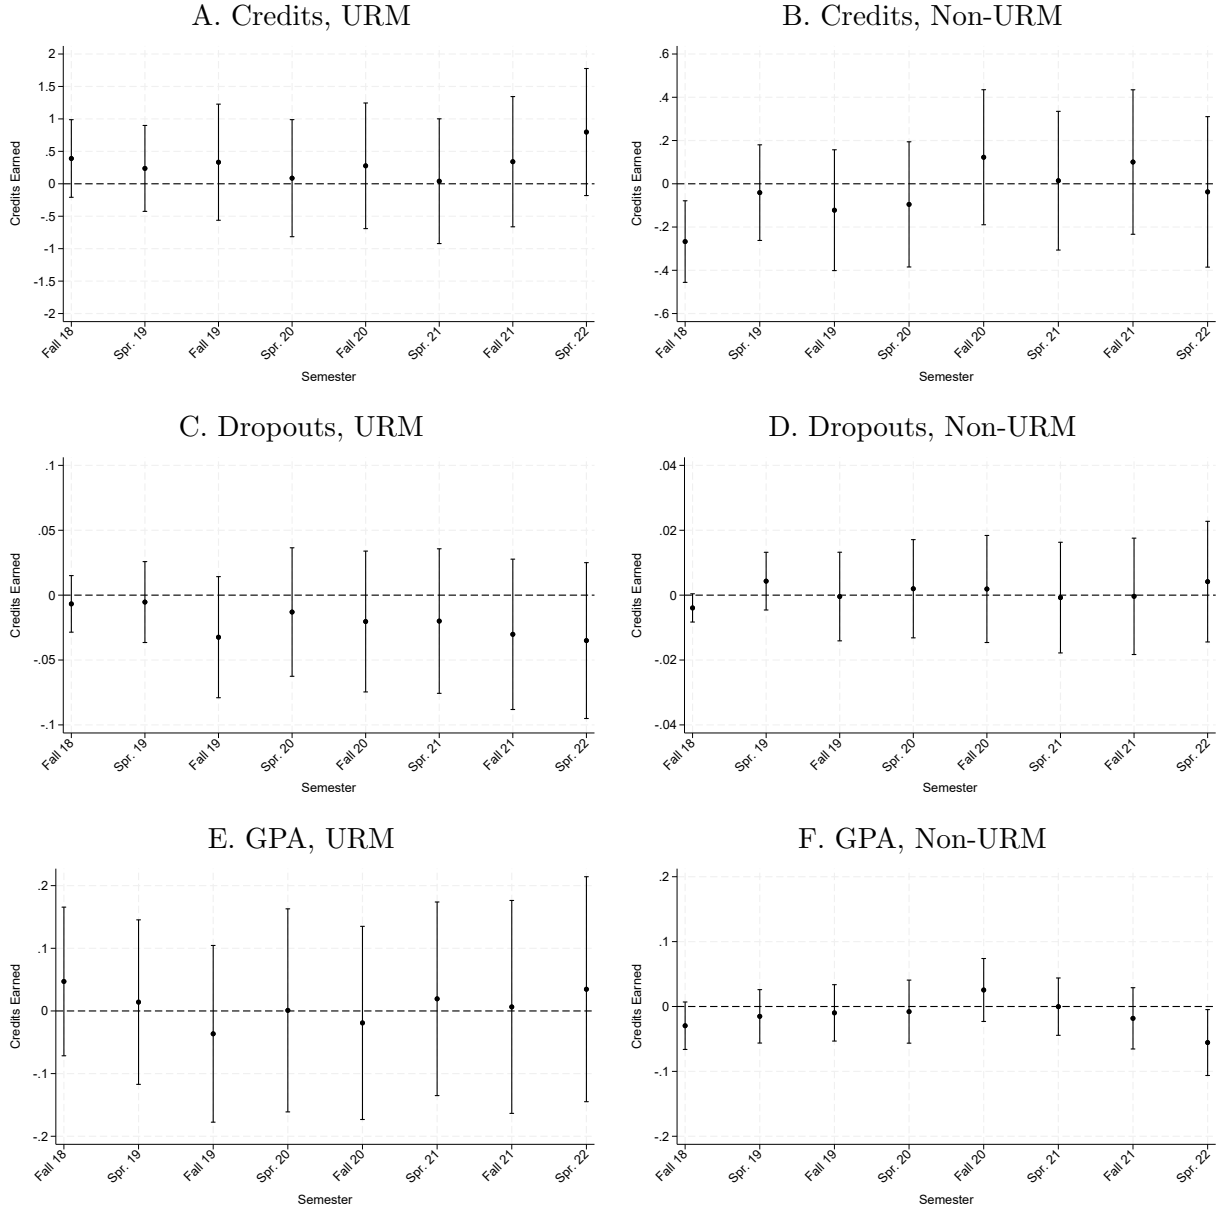 A. Credits, URM
Credits Earned
2
1.5
1
.5
0
-.5
-1
-1.5
-2
Fall 18
Spr. 19
Fall 19
Spr. 20
Fall 20
Spr. 21
Fall 21
Spr. 22
Semester
B. Credits, Non-URM
Credits Earned
.6
.4
.2
0
-.2
-.4
-.6
Fall 18
Spr. 19
Fall 19
Spr. 20
Fall 20
Spr. 21
Fall 21
Spr. 22
Semester
C. Dropouts, URM
Credits Earned
.1
.05
0
-.05
-.1
Fall 18
Spr. 19
Fall 19
Spr. 20
Fall 20
Spr. 21
Fall 21
Spr. 22
Semester
D. Dropouts, Non-URM
Credits Earned
.04
.02
0
-.02
-.04
Fall 18
Spr. 19
Fall 19
Spr. 20
Fall 20
Spr. 21
Fall 21
Spr. 22
Semester
E. GPA, URM
Credits Earned
.2
.1
0
-.1
-.2
Fall 18
Spr. 19
Fall 19
Spr. 20
Fall 20
Spr. 21
Fall 21
Spr. 22
Semester
F. GPA, Non-URM
Credits Earned
.2
.1
0
-.1
-.2
Fall 18
Spr. 19
Fall 19
Spr. 20
Fall 20
Spr. 21
Fall 21
Spr. 22
Semester